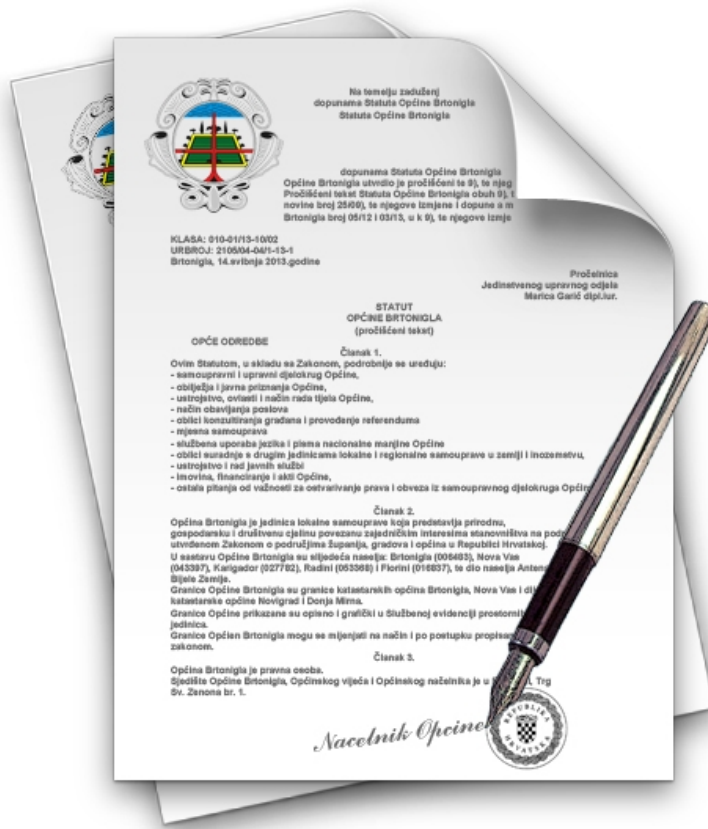 Na temelju zaduženj
dopunama Statuta Općine Brtonigla
Statuta Općine Brtonigla
dopunama Statuta Općine Brtonigla
Općine Brtonigla utvrdio je pročišćeni te 9), te njeg
Pročišćeni tekst Statuta Općine Brtonigla obuh 9), t
novine broj 25/09), te njegove izmjene i dopune a m
Brtonigla broj 05/12 i 03/13, u k 9), te njegove izmje
KLASA: 010-01/13-10/02
URBROJ: 2105/04-04/1-13-1
Brtonigla, 14.svibnja 2013.godine
Pročelnica
Jedinstvenog upravnog odjela
Marica Garić dipl.iur.
STATUT
OPĆINE BRTONIGLA
(pročišćeni tekst)
OPĆE ODREDBE
Članak 1.
Ovim Statutom, u skladu sa Zakonom, podrobnije se uređuju:
- samoupravni i upravni djelokrug Općine,
- obilježja i javna priznanja Općine,
- ustrojstvo, ovlasti i način rada tijela Općine,
- način obavljanja poslova
- oblici konzultiranja građana i provođenje referenduma
- mjesna samouprava
- službena uporaba jezika i pisma nacionalne manjine Općine
- oblici suradnje s drugim jedinicama lokalne i regionalne samouprave u zemlji i inozemstvu,
- ustrojstvo i rad javnih službi
- imovina, financiranje i akti Općine,
- ostala pitanja od važnosti za ostvarivanje prava i obveza iz samoupravnog djelokruga Općin
Članak 2.
Općina Brtonigla je jedinica lokalne samouprave koja predstavlja prirodnu,
gospodarsku i društvenu cjelinu povezanu zajedničkim interesima stanovništva na pod
utvrđenom Zakonom o područjima županija, gradova i općina u Republici Hrvatskoj.
U sastavu Općine Brtonigla su slijedeća naselja: Brtonigla (006483), Nova Vas
(043397), Karigador (027782), Radini (053368) i Fiorini (016837), te dio naselja Antena
Bijele Zemlje.
Granice Općine Brtonigla su granice katastarskih općina Brtonigla, Nova Vas i di
katastarske općine Novigrad i Donja Mirna.
Granice Općine prikazane su opisno i grafički u Službenoj evidenciji prostornih
jedinica.
Granice Općien Brtonigla mogu se mijenjati na način i po postupku propisa
zakonom.
Članak 3.
Općina Brtonigla je pravna osoba.
Sjedište Općine Brtonigla, Općinskog vijeća i Općinskog načelnika je u Trg
Sv. Zenona br. 1.
Nacelnik Opcine
REPUBLIKA
HRVATSKA